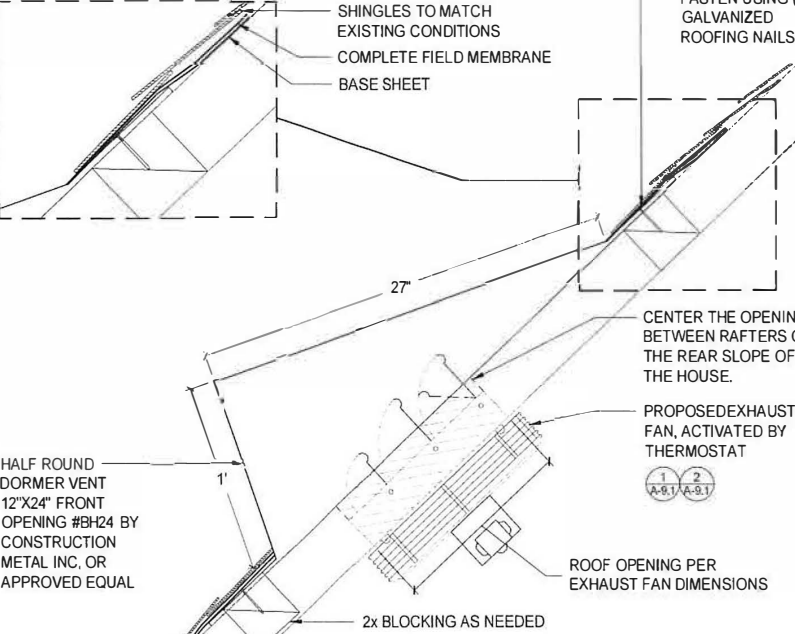 SHINGLES TO MATCH
EXISTING CONDITIONS
COMPLETE FIELD MEMBRANE
BASE SHEET
GALVANIZED
ROOFING NAILS
27"
CENTER THE
BETWEEN RAFTERS
THE REAR SLOPE OF
THE HOUSE.
PROPOSEDEXHAUST
FAN, ACTIVATED BY
THERMOSTAT
1 2
A-9.1 A-9.1
HALF ROUND
DORMER VENT
12"X24" FRONT
OPENING #BH24 BY
CONSTRUCTION
METAL INC, OR
APPROVED EQUAL
1'
ROOF OPENING PER
EXHAUST FAN DIMENSIONS
2x BLOCKING AS NEEDED